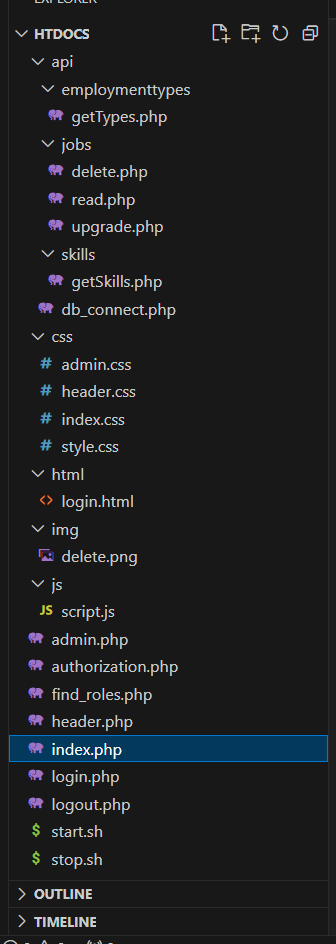 EXPLORER
HTDOCS
api
employmenttypes
getTypes.php
jobs
delete.php
read.php
upgrade.php
skills
getSkills.php
db_connect.php
css
# admin.css
# header.css
# index.css
# style.css
html
<> login.html
img
delete.png
js
JS script.js
admin.php
authorization.php
find_roles.php
header.php
index.php
login.php
logout.php
$ start.sh
$ stop.sh
OUTLINE
TIMELINE